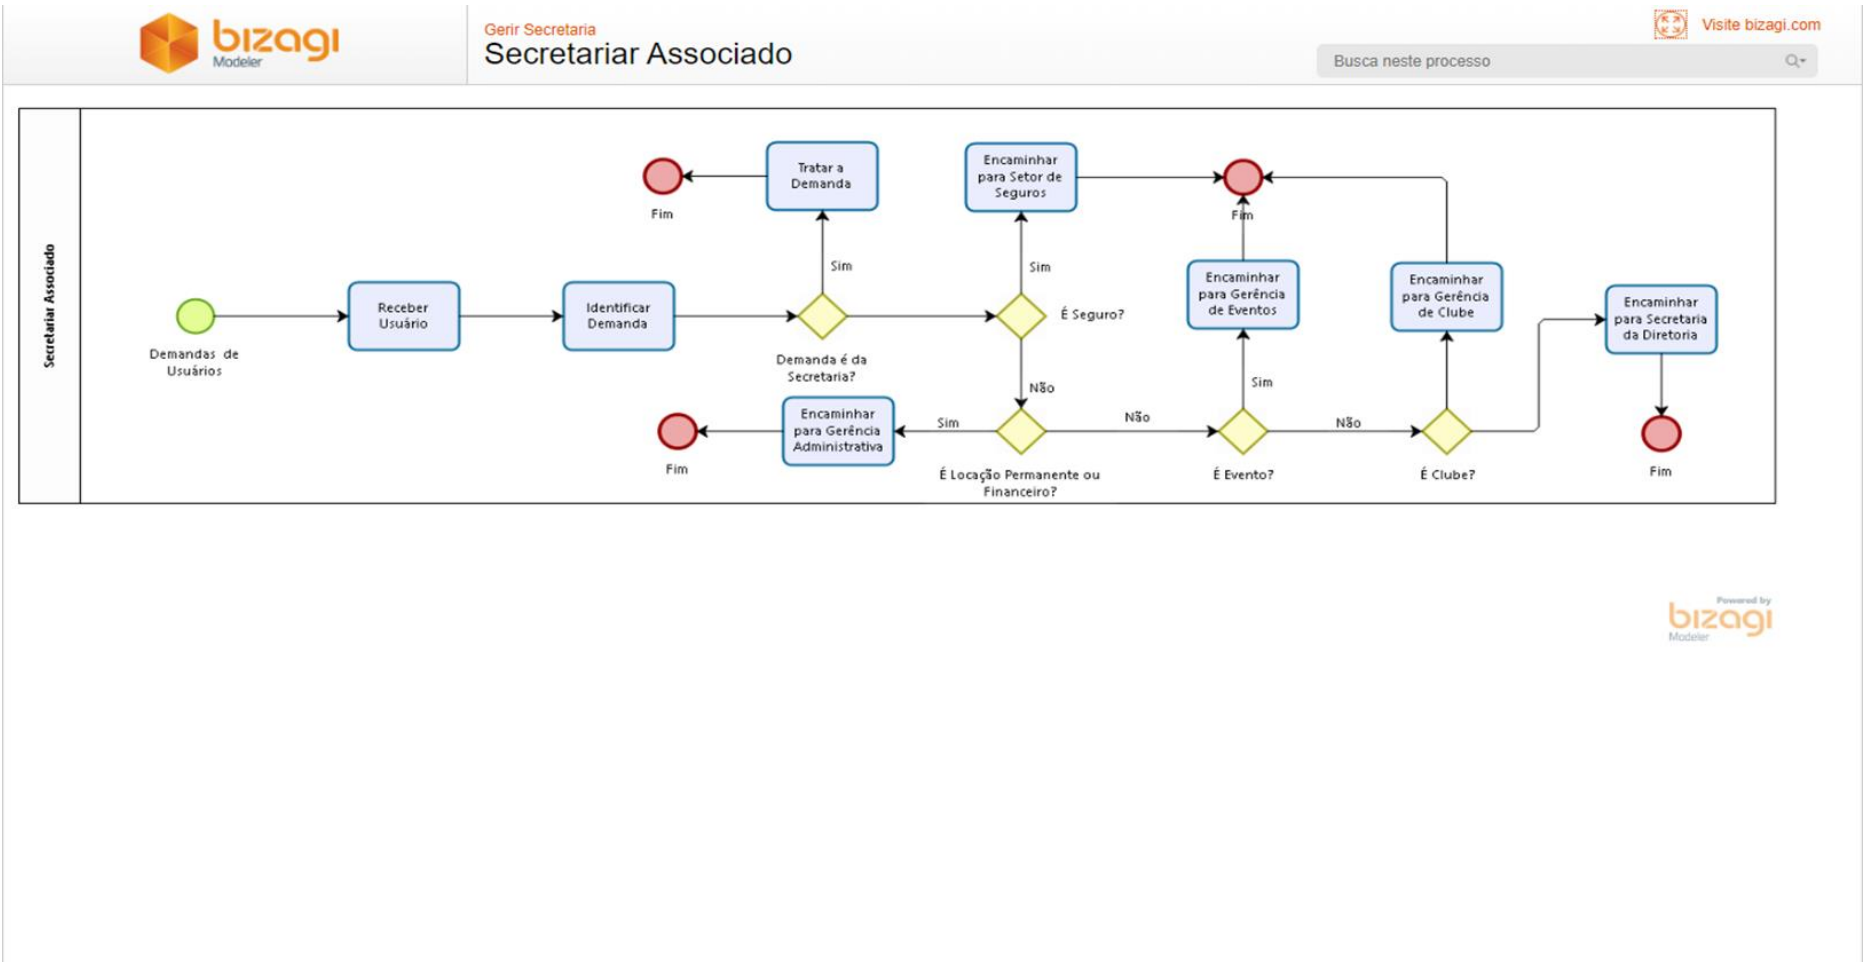 bizagi
Modeler
Gerir Secretaria
Secretariar Associado
Visite bizagi.com
Busca neste processo
Secretariar Associado
Demandas de
Usuários
Receber
Usuário
Identificar
Demanda
Demanda é da
Secretaria?
Sim
Tratar a
Demanda
Fim
É Seguro?
Sim
Encaminhar
para Setor de
Seguros
Fim
Não
É Locação Permanente ou
Financeiro?
Sim
Encaminhar
para Gerência
Administrativa
Fim
Não
É Evento?
Sim
Encaminhar
para Gerência
de Eventos
Não
É Clube?
Encaminhar
para Gerência
de Clube
Encaminhar
para Secretaria
da Diretoria
Fim
Powered by
bizagi
Modeler